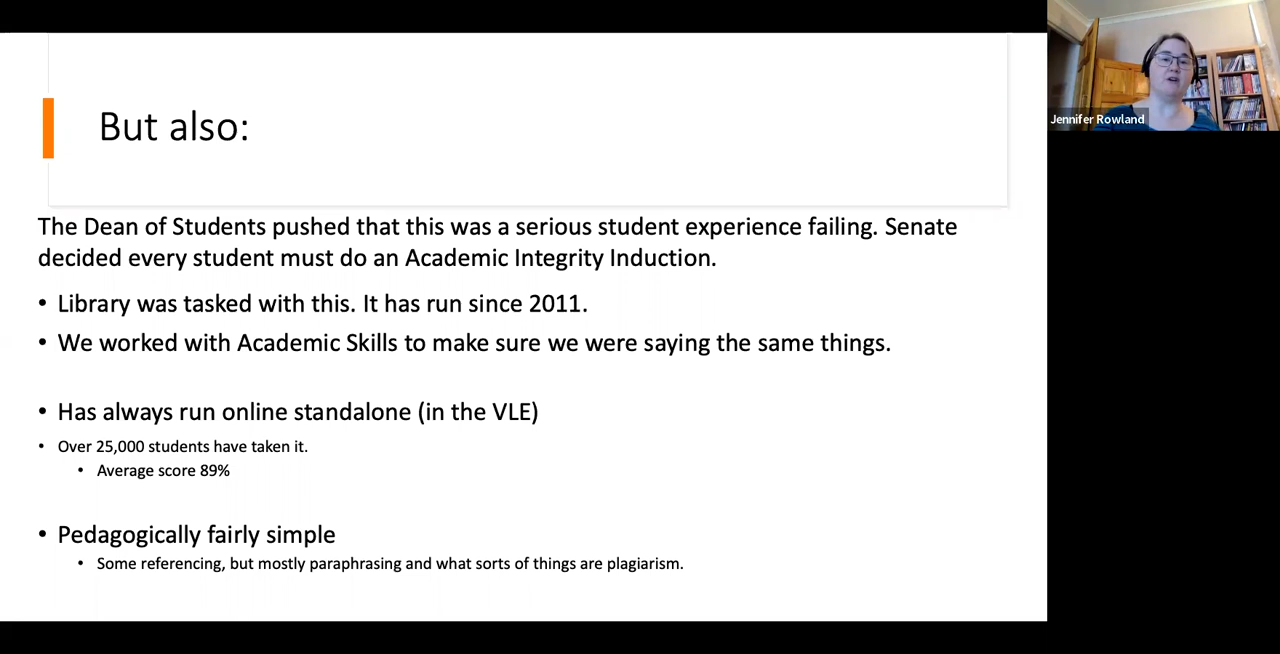 But also:
Jennifer Rowland
The Dean of Students pushed that this was a serious student experience failing. Senate
decided every student must do an Academic Integrity Induction.
• Library was tasked with this. It has run since 2011.
• We worked with Academic Skills to make sure we were saying the same things.
• Has always run online standalone (in the VLE)
• Over 25,000 students have taken it.
• Average score 89%
• Pedagogically fairly simple
• Some referencing, but mostly paraphrasing and what sorts of things are plagiarism.